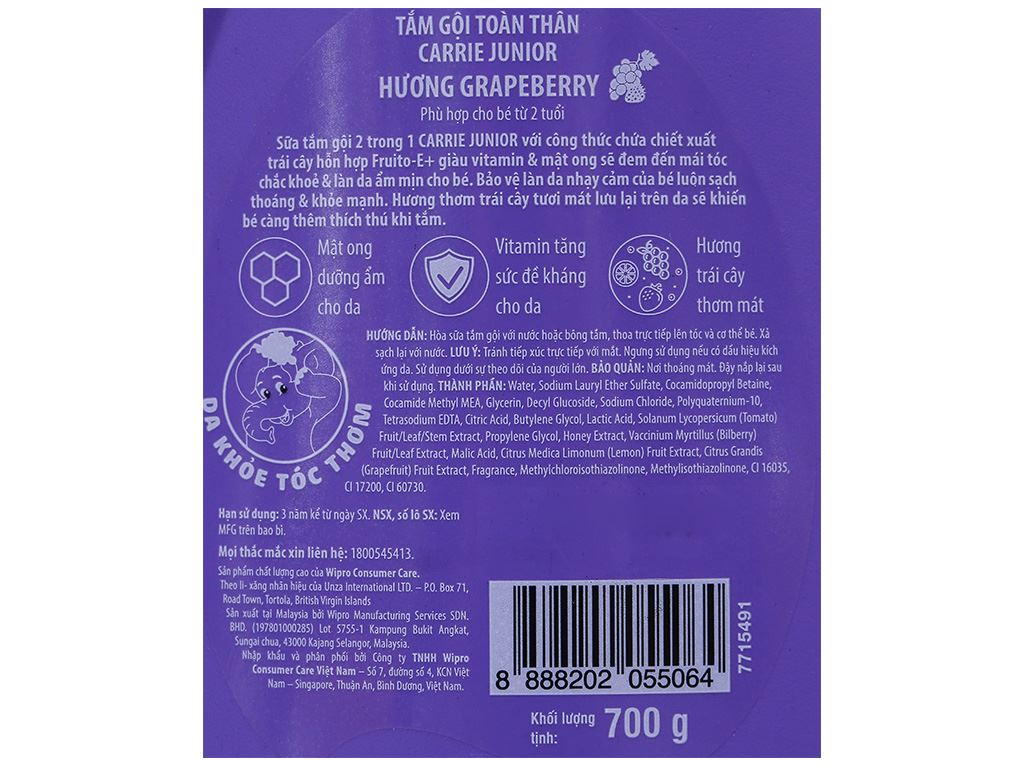 TẮM GỘI TOÀN THÂN
CARRIE JUNIOR
HƯƠNG GRAPEBERRY
Phù hợp cho bé từ 2 tuổi
Sữa tắm gội 2 trong 1 CARRIE JUNIOR với công thức chứa chiết xuất
trái cây hỗn hợp Fruito-E+ giàu vitamin & mật ong sẽ đem đến mái tóc
chắc khoẻ & làn da ẩm mịn cho bé. Bảo vệ làn da nhạy cảm của bé luôn sạch
thoáng & khỏe mạnh. Hương thơm trái cây tươi mát lưu lại trên da sẽ khiến
bé càng thêm thích thú khi tắm.
Mật ong
dưỡng ẩm
cho da
Vitamin tăng
sức đề kháng
cho da
Hương
trái cây
thơm mát
DA KHỎE TÓC THƠM
HƯỚNG DẪN: Hòa sữa tắm gội với nước hoặc bông tắm, thoa trực tiếp lên tóc và cơ thể bé. Xả
sạch lại với nước. LƯU Ý: Tránh tiếp xúc trực tiếp với mắt. Ngưng sử dụng nếu có dấu hiệu kích
ứng da. Sử dụng dưới sự theo dõi của người lớn. BẢO QUẢN: Nơi thoáng mát. Đậy nắp lại sau
khi sử dụng. THÀNH PHẦN: Water, Sodium Lauryl Ether Sulfate, Cocamidopropyl Betaine,
Cocamide Methyl MEA, Glycerin, Decyl Glucoside, Sodium Chloride, Polyquaternium-10,
Tetrasodium EDTA, Citric Acid, Butylene Glycol, Lactic Acid, Solanum Lycopersicum (Tomato)
Fruit/Leaf/Stem Extract, Propylene Glycol, Honey Extract, Vaccinium Myrtillus (Bilberry)
Fruit/Leaf Extract, Malic Acid, Citrus Medica Limonum (Lemon) Fruit Extract, Citrus Grandis
(Grapefruit) Fruit Extract, Fragrance, Methylchloroisothiazolinone, Methylisothiazolinone, CI 16035,
CI 17200, CI 60730.
Hạn sử dụng: 3 năm kể từ ngày SX. NSX, số lô SX: Xem
MFG trên bao bì.
Mọi thắc mắc xin liên hệ: 1800545413.
Sản phẩm chất lượng cao của Wipro Consumer Care.
Theo li- xăng nhãn hiệu của Unza International LTD. – P.O. Box 71,
Road Town, Tortola, British Virgin Islands
Sản xuất tại Malaysia bởi Wipro Manufacturing Services SDN.
BHD. (197801000285) Lot 5755-1 Kampung Bukit Angkat,
Sungai chua, 43000 Kajang Selangor, Malaysia.
Nhập khẩu và phân phối bởi Công ty TNHH Wipro
Consumer Care Việt Nam – Số 7, đường số 4, KCN Việt
Nam – Singapore, Thuận An, Bình Dương, Việt Nam.
8 888202 055064
7715491
Khối lượng
tịnh:
700 g